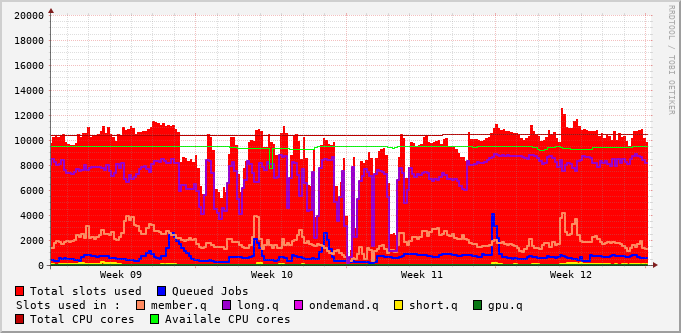 20000
18000
16000
14000
12000
10000
8000
6000
4000
2000
0
Week 09 Week 10 Week 11 Week 12
RRDTOOL / TOBI OETIKER
Total slots used Queued Jobs
Slots used in : member.q long.q ondemand.q short.q gpu.q
Total CPU cores Availale CPU cores